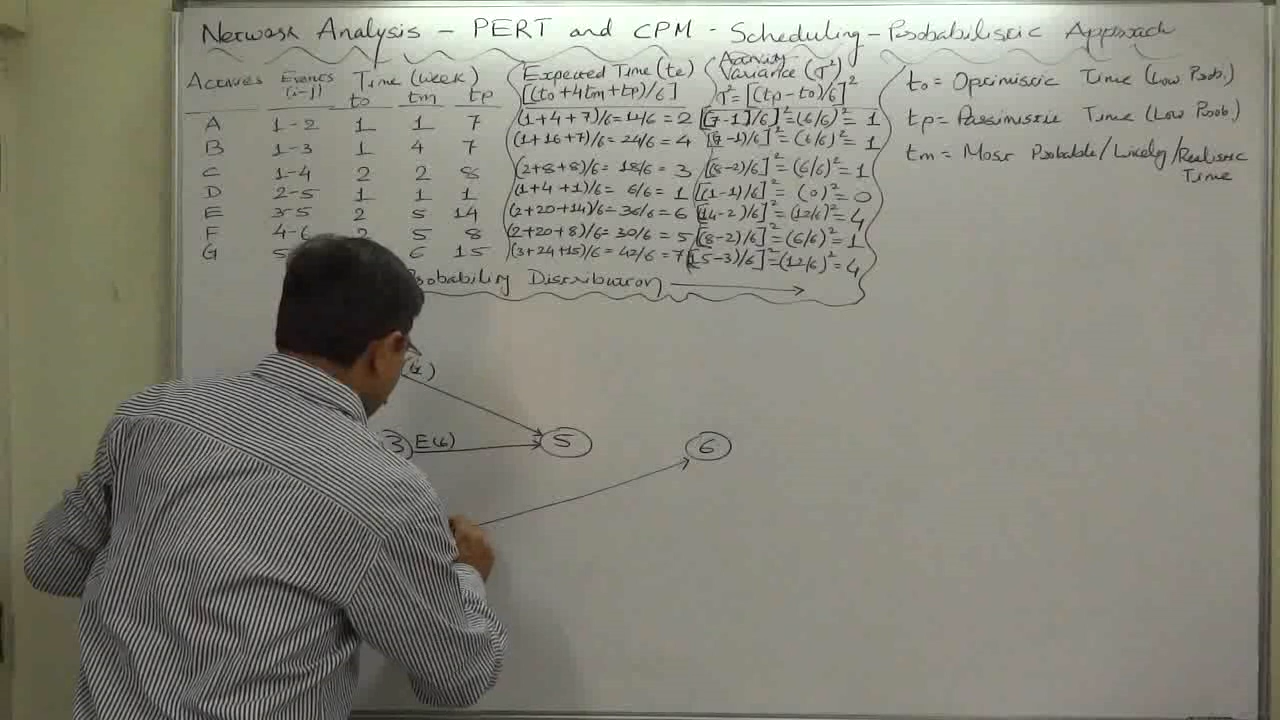 Network Analysis - PERT and CPM - Scheduling - Probabilistic Approach
Activities Events (i-j) Time (week) Expected Time (te) Activity Variance (σ²)
to tm tp [(to+4tm+tp)/6] σ²=[(tp-to)/6]²
A 1-2 1 1 7 (1+4+7)/6=12/6=2 [(7-1)/6]²=(6/6)²=1
B 1-3 1 4 7 (1+16+7)/6=24/6=4 [(7-1)/6]²=(6/6)²=1
C 1-4 2 2 8 (2+8+8)/6=18/6=3 [(8-2)/6]²=(6/6)²=1
D 2-5 1 1 1 (1+4+1)/6=6/6=1 [(1-1)/6]²=(0)²=0
E 3-5 2 5 14 (2+20+14)/6=36/6=6 [(14-2)/6]²=(12/6)²=4
F 4-6 2 5 8 (2+20+8)/6=30/6=5 [(8-2)/6]²=(6/6)²=1
G 5 6 15 (3+24+15)/6=42/6=7 [(15-3)/6]²=(12/6)²=4
Probability Distribution
to = Optimistic Time (Low Prob.)
tp = Passimistic Time (Low Prob.)
tm = Most Probable/Likely/Realistic
Time
(1)
3 E(6) 5 6